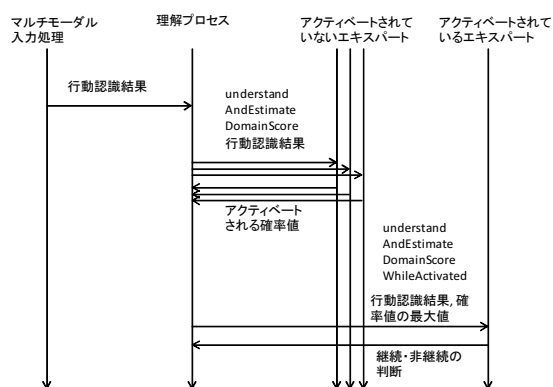 マルチモーダル
入力処理
理解プロセス
アクティベートされて
いないエキスパート
アクティベートされて
いるエキスパート
行動認識結果
understand
AndEstimate
DomainScore
行動認識結果
アクティベート
される確率値
understand
AndEstimate
DomainScore
WhileActivated
行動認識結果, 確
率値の最大値
継続・非継続の
判断